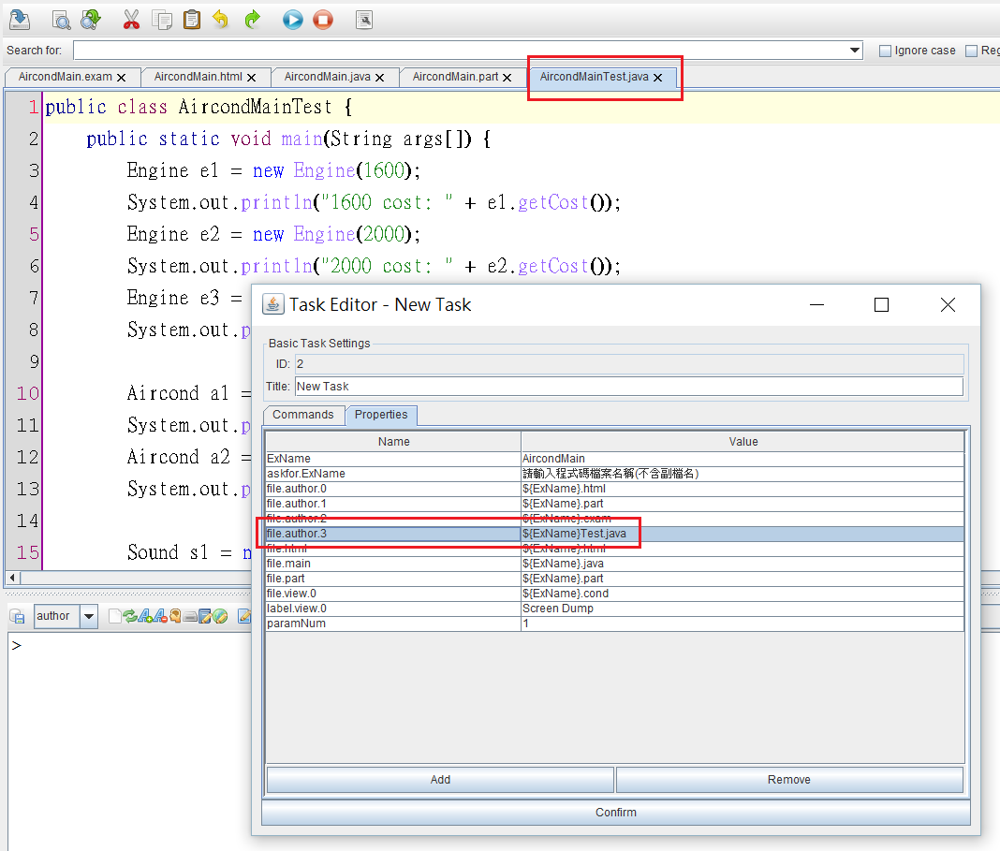 Search for:
Ignore case
Reg
AircondMain.exam
AircondMain.html
AircondMain.java
AircondMain.part
AircondMainTest.java
1 public class AircondMainTest {
2 public static void main(String args[]) {
3 Engine e1 = new Engine(1600);
4 System.out.println("1600 cost: " + e1.getCost());
5 Engine e2 = new Engine(2000);
6 System.out.println("2000 cost: " + e2.getCost());
7 Engine e3 =
8 System.out.p
9
10 Aircond a1 =
11 System.out.p
12 Aircond a2 =
13 System.out.p
14
15 Sound s1 = n
author
>
Task Editor - New Task
Basic Task Settings
ID: 2
Title: New Task
Commands Properties
Name Value
ExName AircondMain
askfor.ExName 請輸入程式碼檔案名稱(不含副檔名)
file.author.0 ${ExName}.html
file.author.1 ${ExName}.part
file.author.2 ${ExName}.exam
file.author.3 ${ExName}Test.java
file.html ${ExName}.html
file.main ${ExName}.java
file.part ${ExName}.part
file.view.0 ${ExName}.cond
label.view.0 Screen Dump
paramNum 1
Add Remove
Confirm